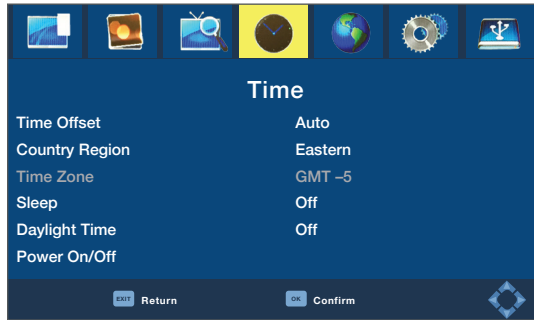 Time
Time Offset Auto
Country Region Eastern
Time Zone GMT –5
Sleep Off
Daylight Time Off
Power On/Off
EXIT Return OK Confirm